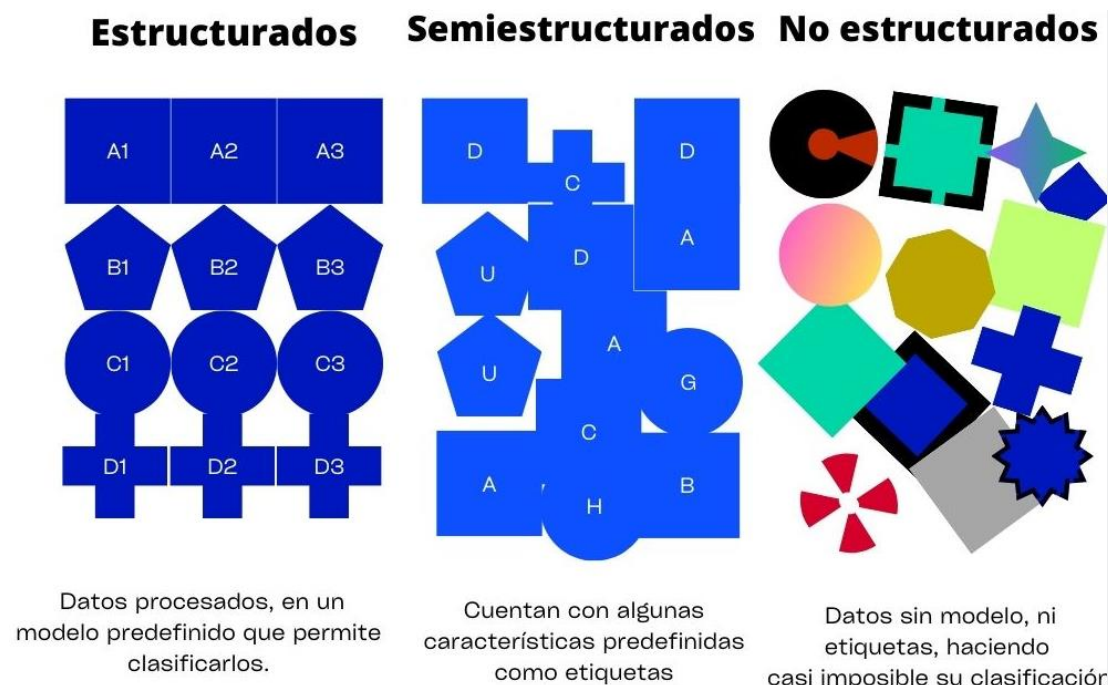 Estructurados
A1 A2 A3
B1 B2 B3
C1 C2 C3
D1 D2 D3
Datos procesados, en un
modelo predefinido que permite
clasificarlos.
Semiestructurados
D D
C
A
D
U
A
U
G
C
A B
H
Cuentan con algunas
características predefinidas
como etiquetas
No estructurados
Datos sin modelo, ni
etiquetas, haciendo
casi imposible su clasificación